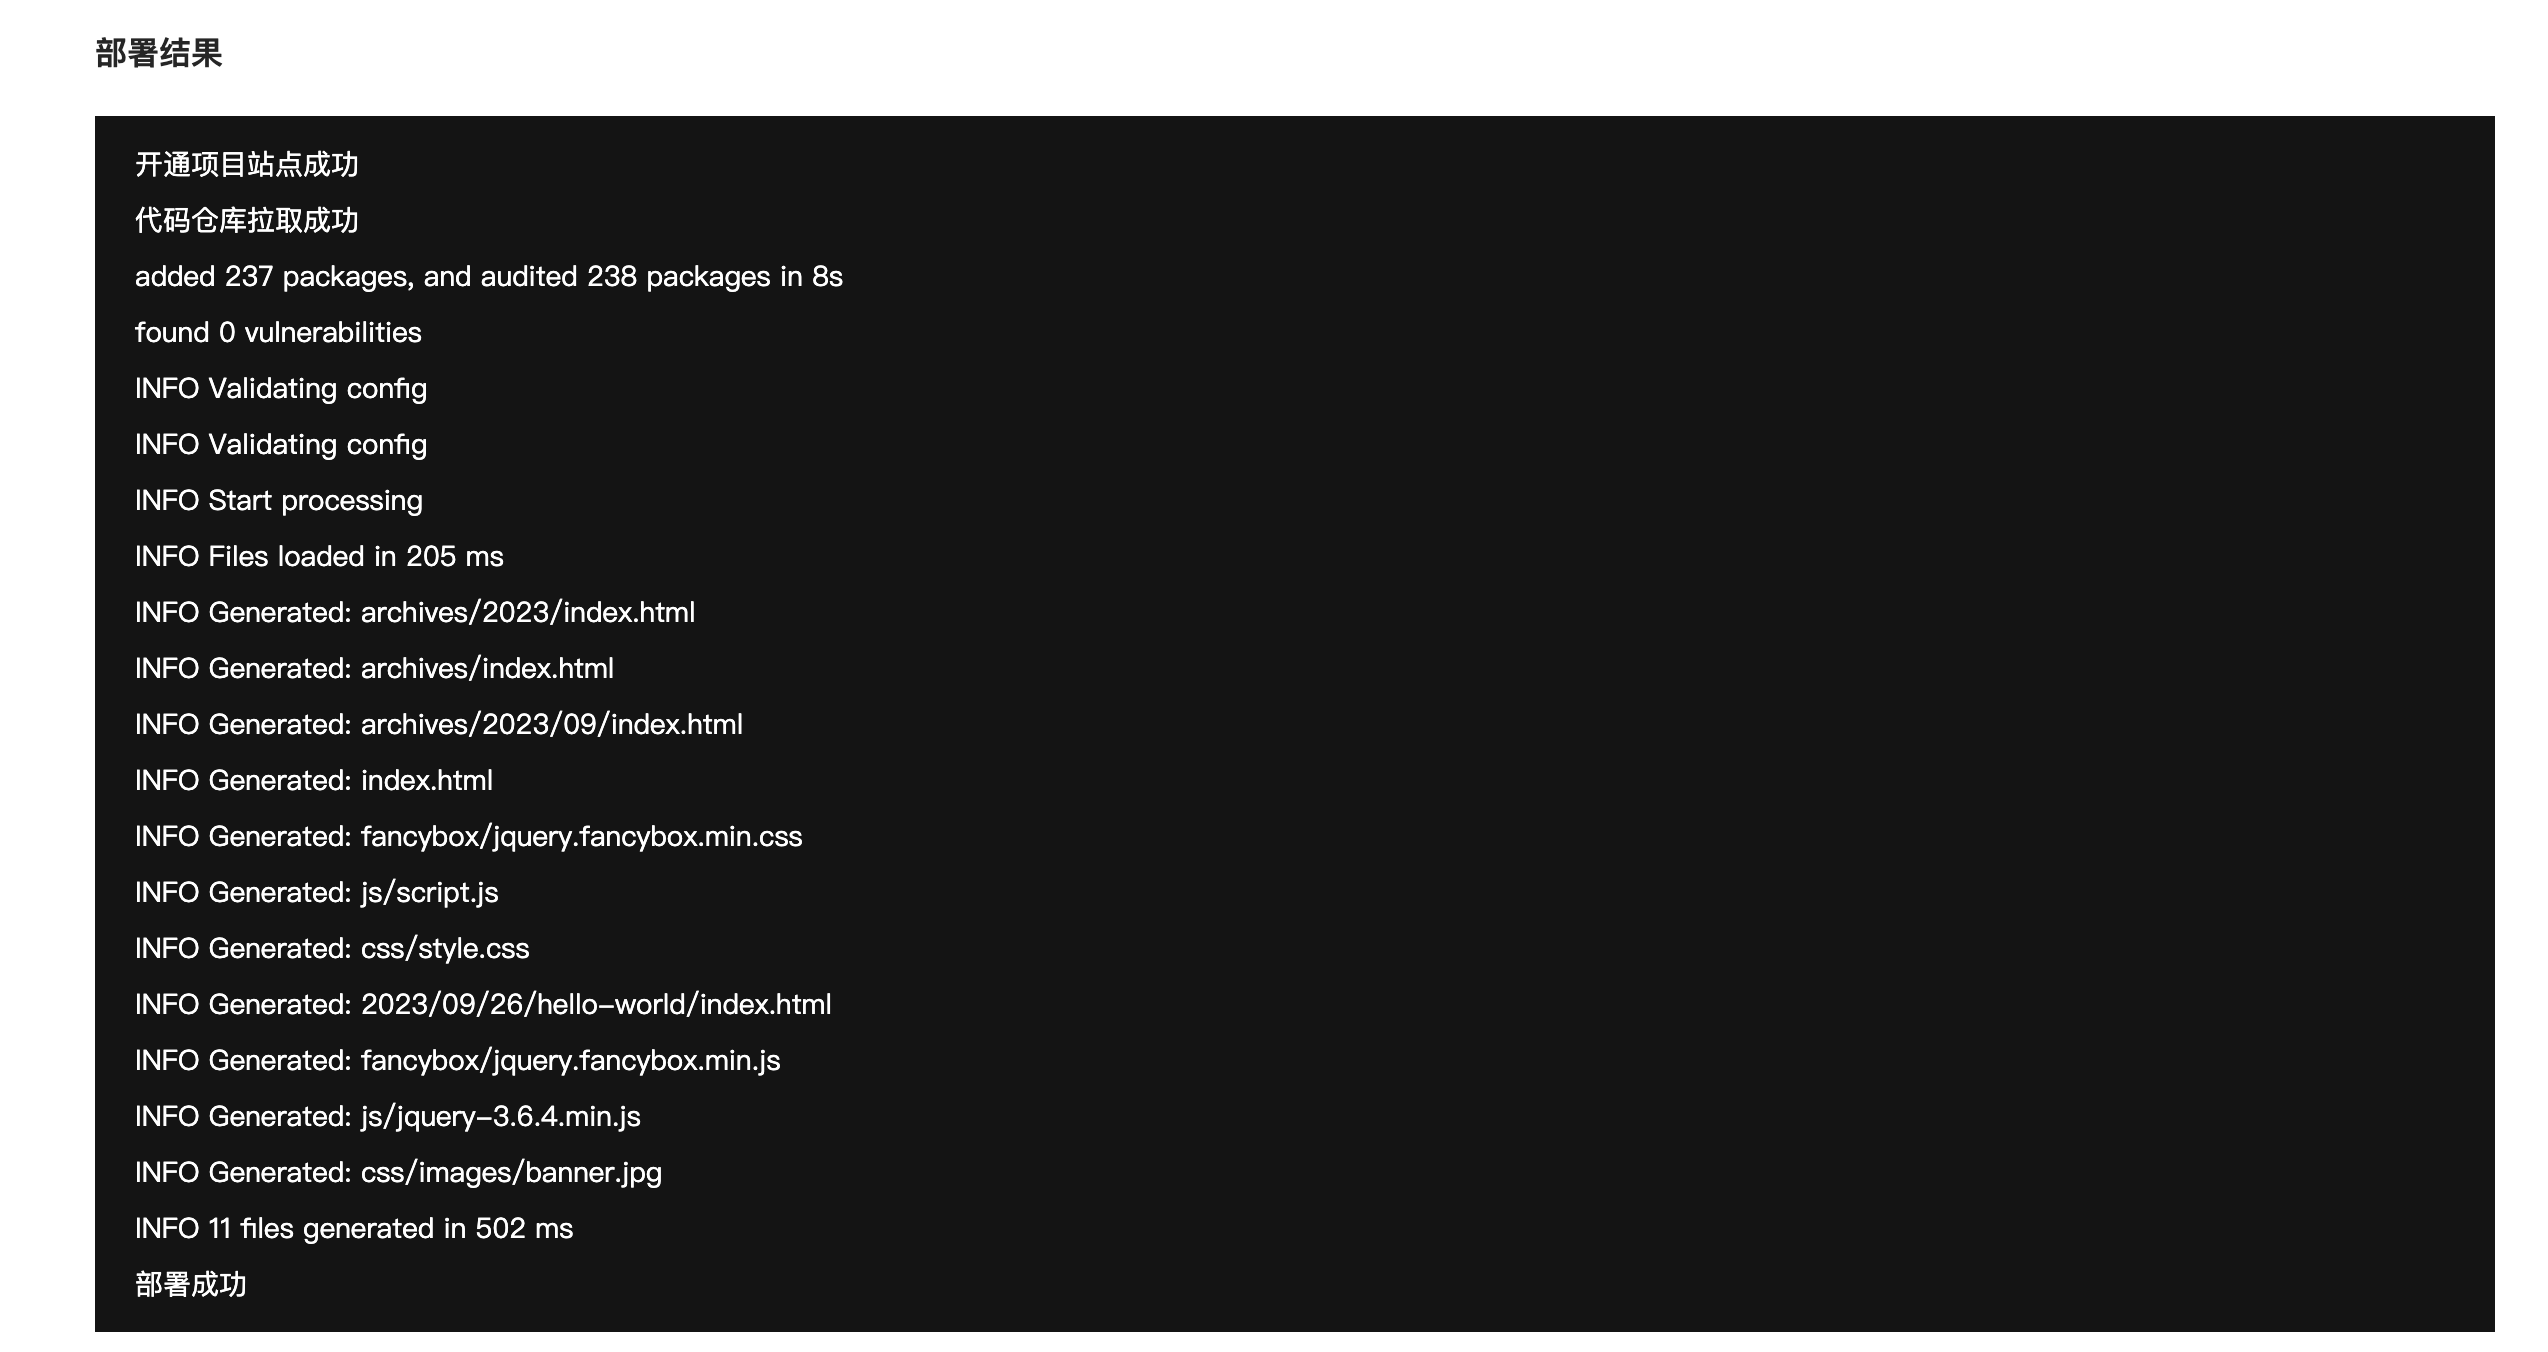 部署结果
开通项目站点成功
代码仓库拉取成功
added 237 packages, and audited 238 packages in 8s
found 0 vulnerabilities
INFO Validating config
INFO Validating config
INFO Start processing
INFO Files loaded in 205 ms
INFO Generated: archives/2023/index.html
INFO Generated: archives/index.html
INFO Generated: archives/2023/09/index.html
INFO Generated: index.html
INFO Generated: fancybox/jquery.fancybox.min.css
INFO Generated: js/script.js
INFO Generated: css/style.css
INFO Generated: 2023/09/26/hello-world/index.html
INFO Generated: fancybox/jquery.fancybox.min.js
INFO Generated: js/jquery-3.6.4.min.js
INFO Generated: css/images/banner.jpg
INFO 11 files generated in 502 ms
部署成功